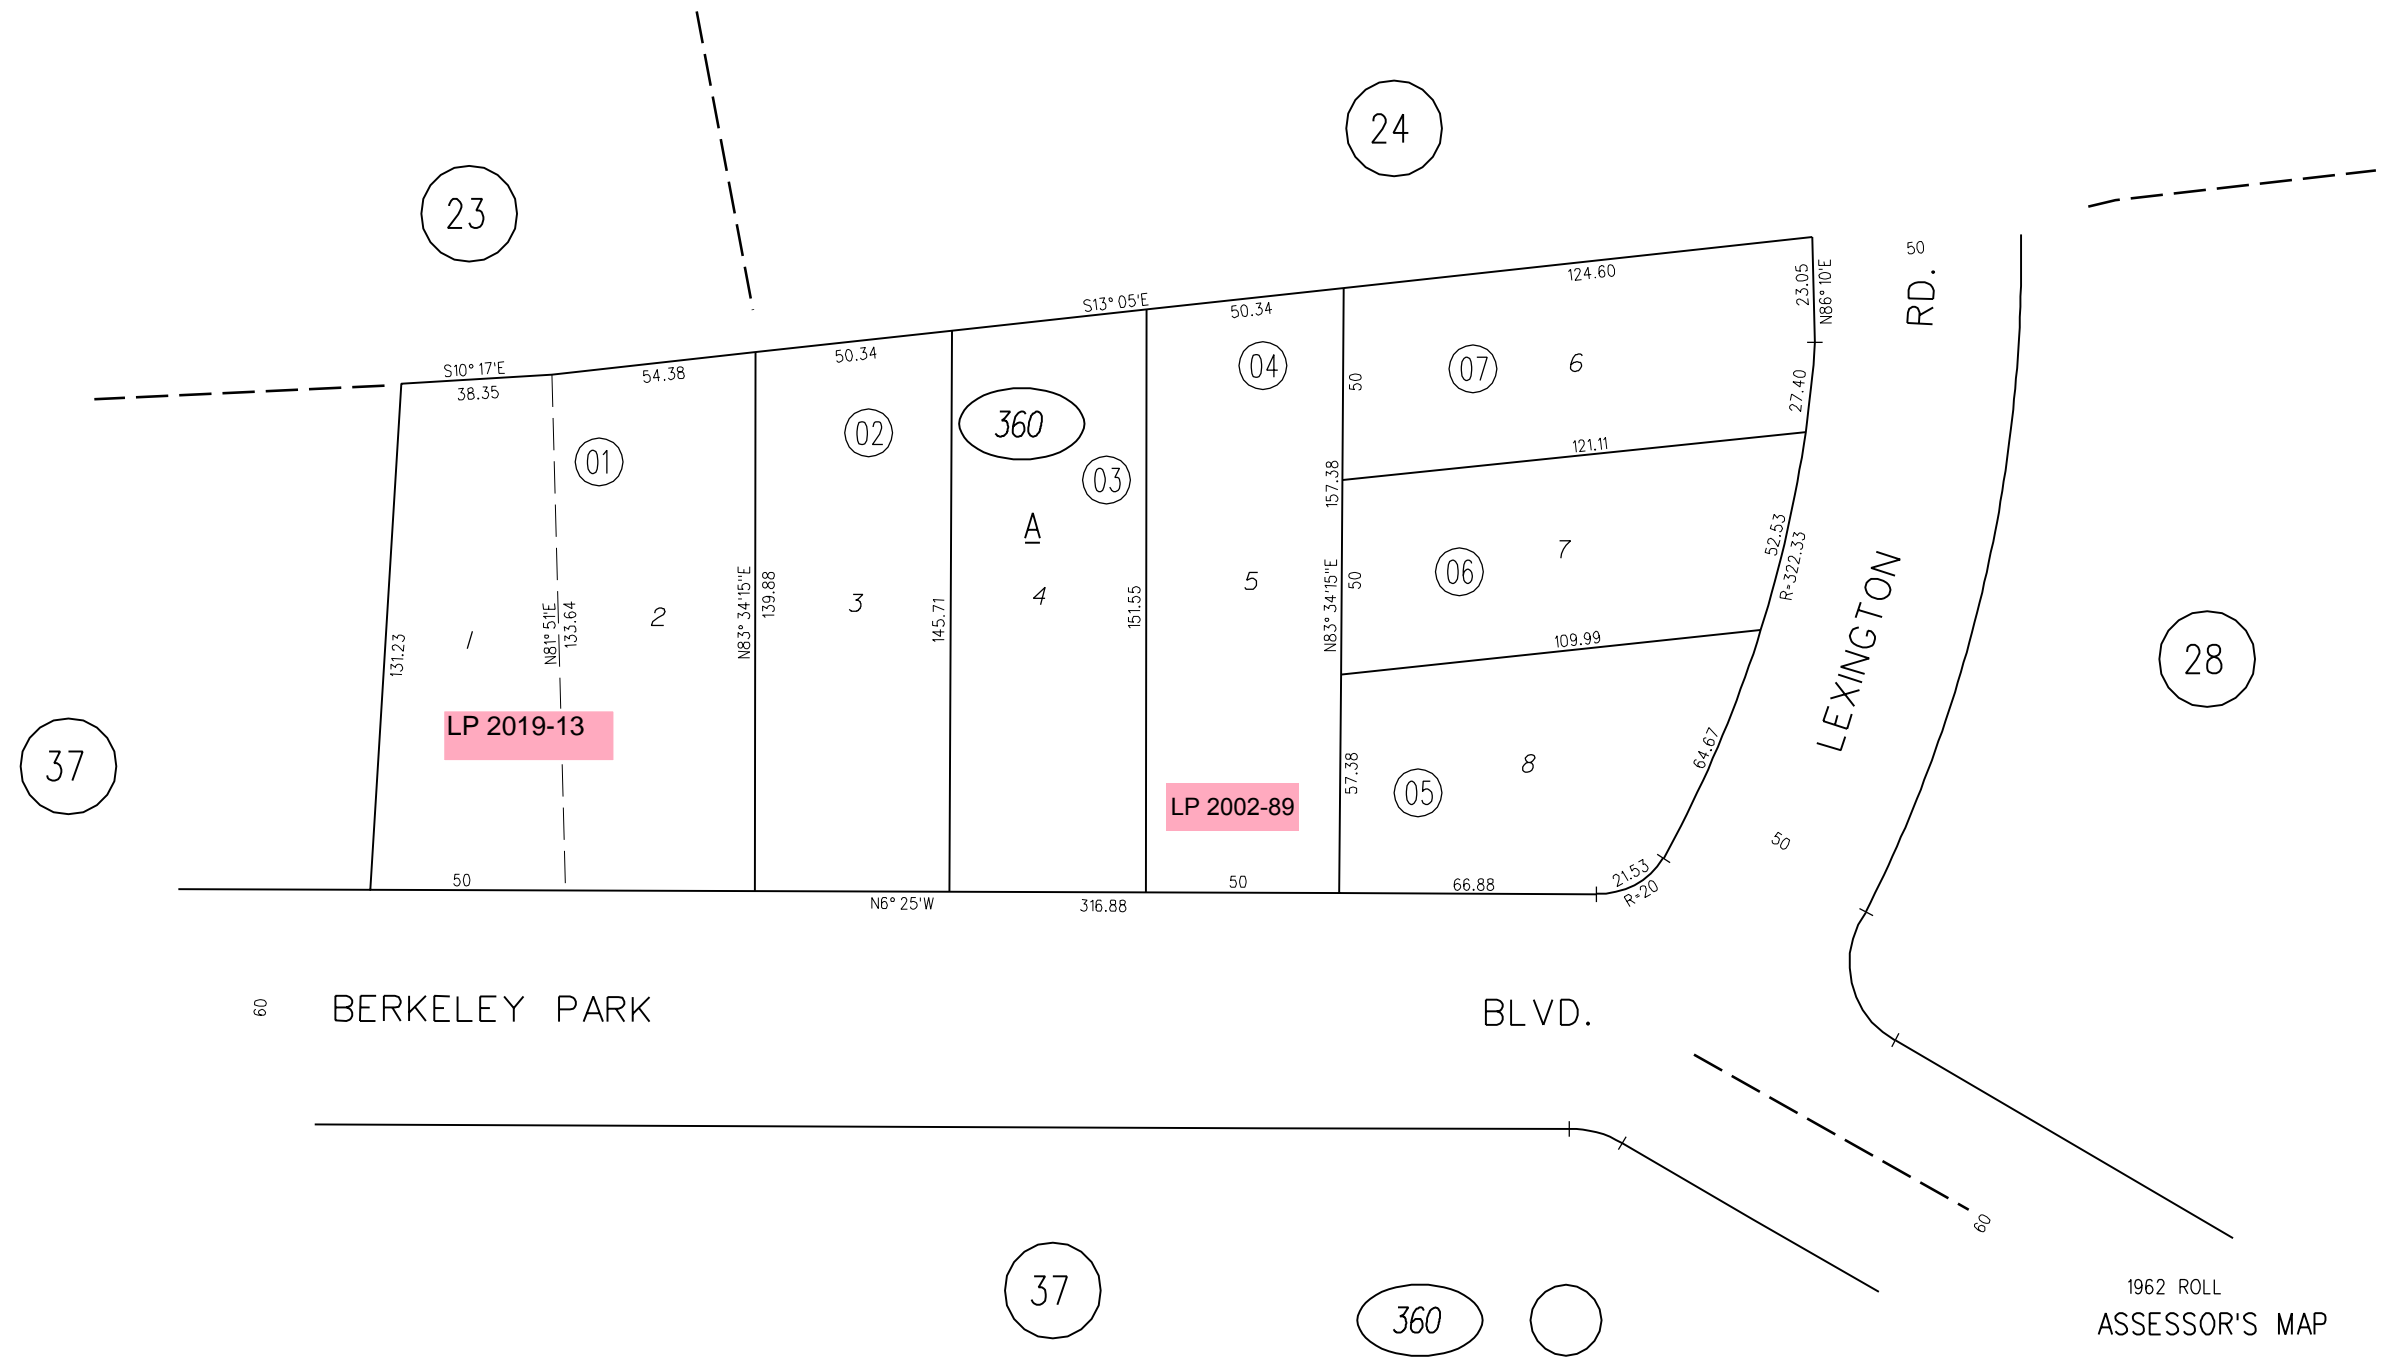 24
23
50
RD.
124.60
23.05
N86° 10'E
S13° 05'E
50.34
50.34
S10° 17'E
38.35
54.38
04
07
6
50
27.40
360
02
03
01
121.11
157.38
A
52.53
R=322.33
7
06
50
5
4
3
2
1
N81° 51'E
133.64
N83° 34'15"E
139.88
145.71
151.55
N83° 34'15"E
131.23
109.99
LEXINGTON
28
LP 2019-13
37
64.67
8
05
57.38
LP 2002-89
50
50
50
66.88
21.53
R=20
N6° 25'W
316.88
60
BERKELEY PARK
BLVD.
60
37
360
1962 ROLL
ASSESSOR'S MAP